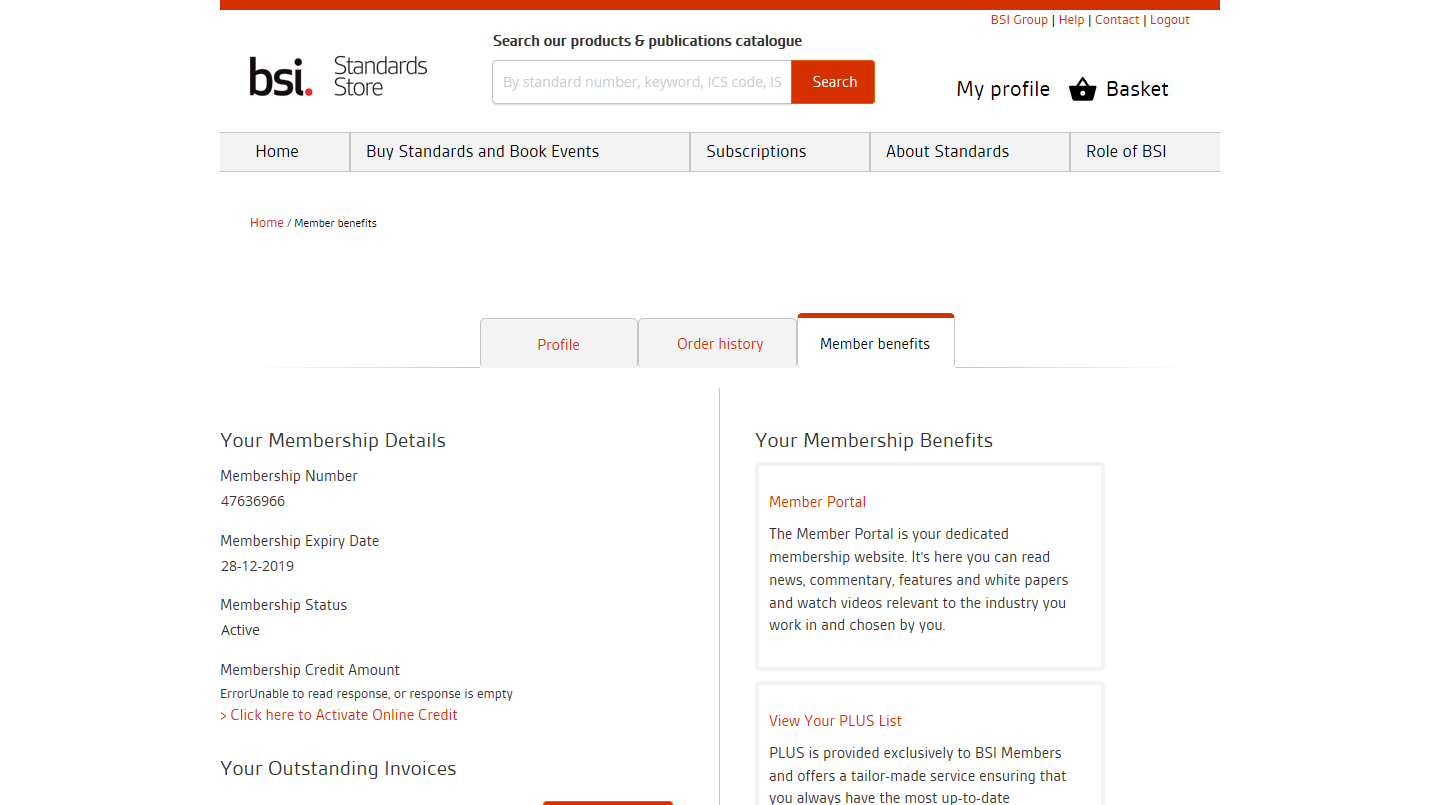 BSI Group | Help | Contact | Logout
Search our products & publications catalogue
bsi. Standards Store
By standard number, keyword, ICS code, IS
Search
My profile
Basket
Home
Buy Standards and Book Events
Subscriptions
About Standards
Role of BSI
Home / Member benefits
Profile
Order history
Member benefits
Your Membership Details
Membership Number
47636966
Membership Expiry Date
28-12-2019
Membership Status
Active
Membership Credit Amount
ErrorUnable to read response, or response is empty
> Click here to Activate Online Credit
Your Outstanding Invoices
Your Membership Benefits
Member Portal
The Member Portal is your dedicated
membership website. It's here you can read
news, commentary, features and white papers
and watch videos relevant to the industry you
work in and chosen by you.
View Your PLUS List
PLUS is provided exclusively to BSI Members
and offers a tailor-made service ensuring that
you always have the most up-to-date